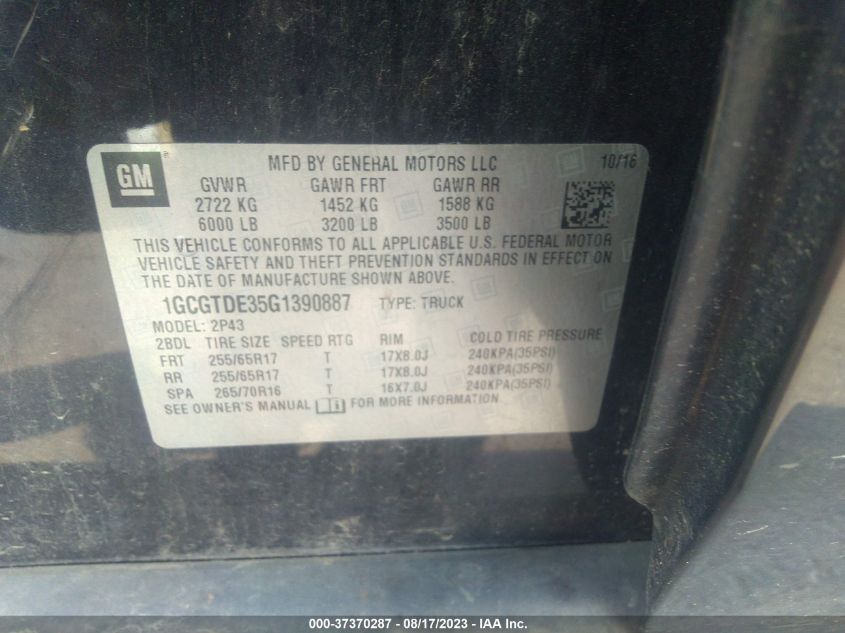 GM ®
MFD BY GENERAL MOTORS LLC 10/16
GVWR GAWR FRT GAWR RR
2722 KG 1452 KG 1588 KG
6000 LB 3200 LB 3500 LB
THIS VEHICLE CONFORMS TO ALL APPLICABLE U.S. FEDERAL MOTOR
VEHICLE SAFETY AND THEFT PREVENTION STANDARDS IN EFFECT ON
THE DATE OF MANUFACTURE SHOWN ABOVE.
1GCGTDE35G1390887 TYPE: TRUCK
MODEL: 2P43
2BDL TIRE SIZE SPEED RTG RIM COLD TIRE PRESSURE
FRT 255/65R17 T 17X8.0J 240KPA(35PSI)
RR 255/65R17 T 17X8.0J 240KPA(35PSI)
SPA 265/70R16 T 16X7.0J 240KPA(35PSI)
SEE OWNER'S MANUAL FOR MORE INFORMATION
000-37370287 - 08/17/2023 - IAA Inc.